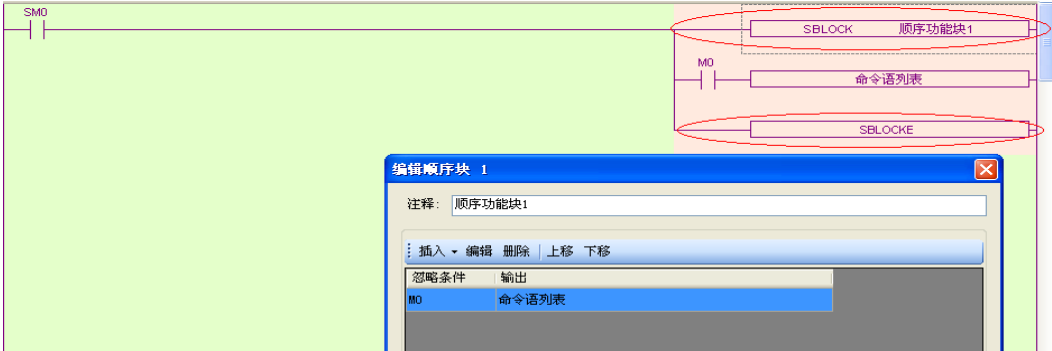 SM0
SBLOCK 顺序功能块1
M0
命令语列表
SBLOCKE
编辑顺序块 1
注释: 顺序功能块1
插入 编辑 删除 上移 下移
忽略条件 输出
M0 命令语列表